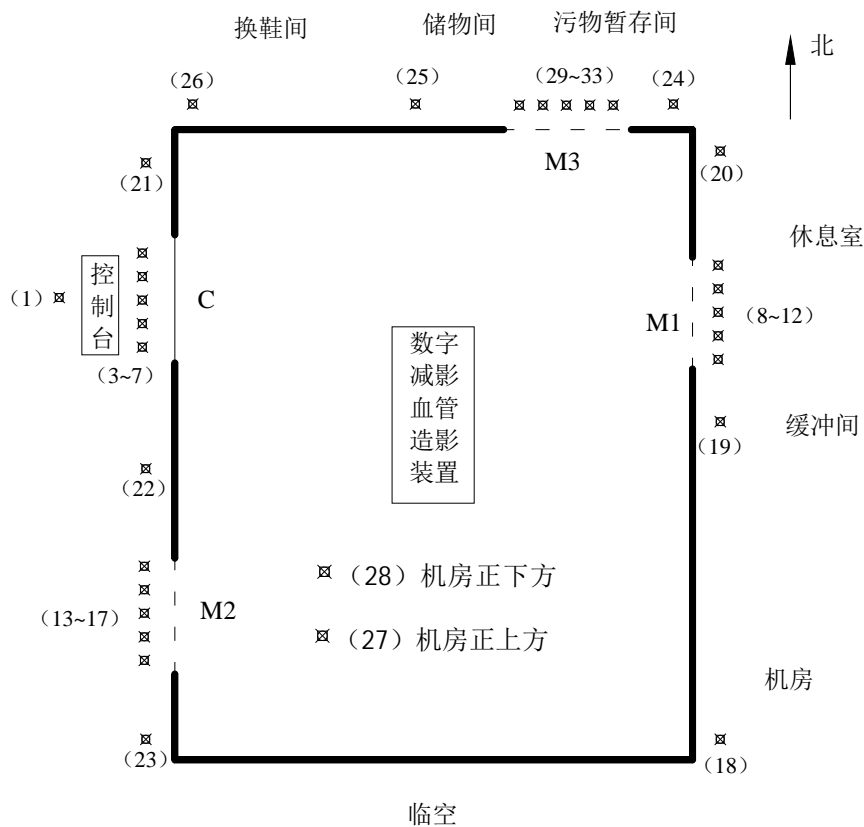 换鞋间 储物间 污物暂存间
北
（26） （25） （29~33） （24）
M3
（21） （20）
休息室
控制台
（1） C M1 （8~12）
数字
减影
血管
造影
装置
（3~7）
缓冲间
（19）
（22）
（28）机房正下方
（13~17） M2
（27）机房正上方
机房
（23） （18）
临空